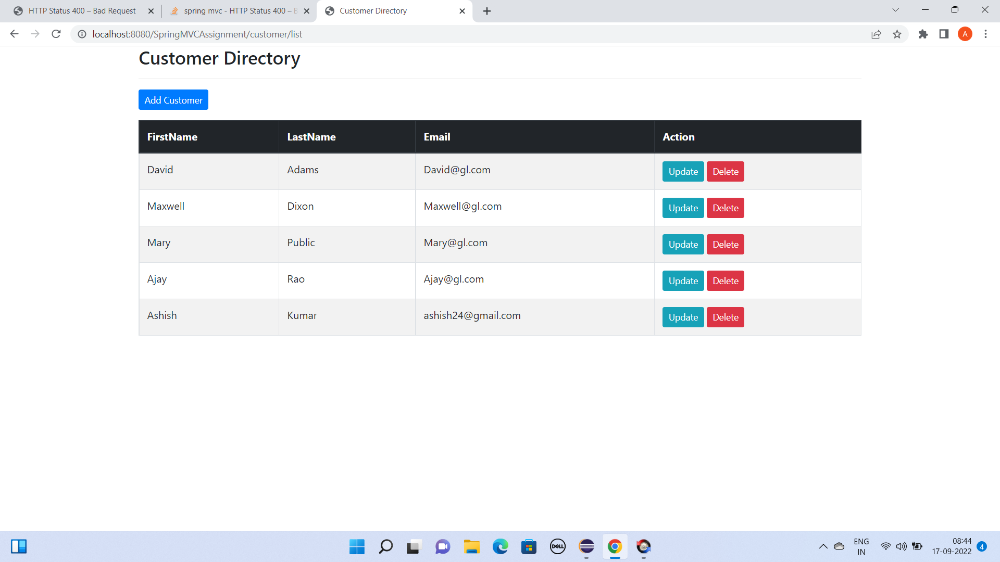 HTTP Status 400 – Bad Request
spring mvc - HTTP Status 400 – B
Customer Directory
localhost:8080/SpringMVCAssignment/customer/list
A
Customer Directory
Add Customer
FirstName LastName Email Action
David Adams David@gl.com Update Delete
Maxwell Dixon Maxwell@gl.com Update Delete
Mary Public Mary@gl.com Update Delete
Ajay Rao Ajay@gl.com Update Delete
Ashish Kumar ashish24@gmail.com Update Delete
DELL
ENG
IN
08:44
17-09-2022
4